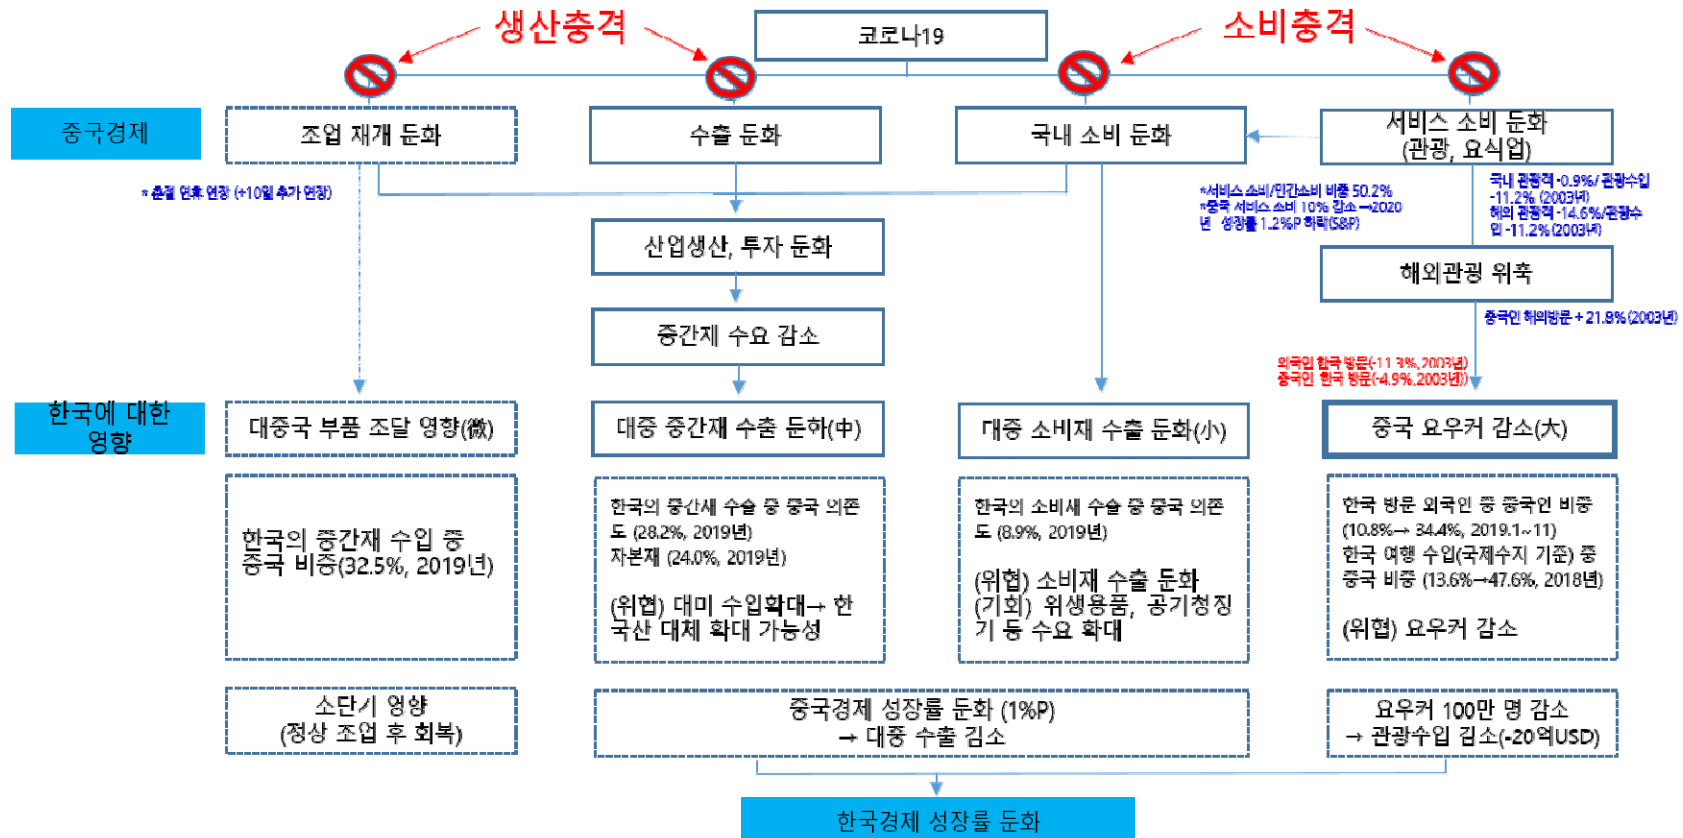 생산충격
코로나19
소비충격
중국경제
조업 재개 둔화
수출 둔화
국내 소비 둔화
서비스 소비 둔화
(관광, 요식업)
* 춘절 연휴 연장 (+10일 추가 연장)
*서비스 소비/민간소비 비중 50.2%
*중국 서비스 소비 10% 감소→2020
년 성장률 1.2%P 하락(S&P)
국내 관광객 -0.9%/ 관광수입
-11.2% (2003년)
해외 관광객 -14.6%/관광수
입 -11.2% (2003년)
산업생산, 투자 둔화
해외관광 위축
중간재 수요 감소
중국인 해외방문 + 21.8% (2003년)
외국인 한국 방문(-11.3%, 2003년)
중국인 한국 방문(-4.9%, 2003년))
한국에 대한
영향
대중국 부품 조달 영향(微)
대중 중간재 수출 둔화(中)
대중 소비재 수출 둔화(小)
중국 요우커 감소(大)
한국의 중간재 수입 중
중국 비중(32.5%, 2019년)
한국의 중간재 수출 중 중국 의존
도 (28.2%, 2019년)
자본재 (24.0%, 2019년)
(위협) 대미 수입확대→ 한
국산 대체 확대 가능성
한국의 소비재 수출 중 중국 의존
도 (8.9%, 2019년)
(위협) 소비재 수출 둔화
(기회) 위생용품, 공기청정
기 등 수요 확대
한국 방문 외국인 중 중국인 비중
(10.8%→ 34.4%, 2019.1~11)
한국 여행 수입(국제수지 기준) 중
중국 비중 (13.6%→47.6%, 2018년)
(위협) 요우커 감소
초단기 영향
(정상 조업 후 회복)
중국경제 성장률 둔화 (1%P)
→ 대중 수출 감소
요우커 100만 명 감소
→ 관광수입 감소(-20억USD)
한국경제 성장률 둔화